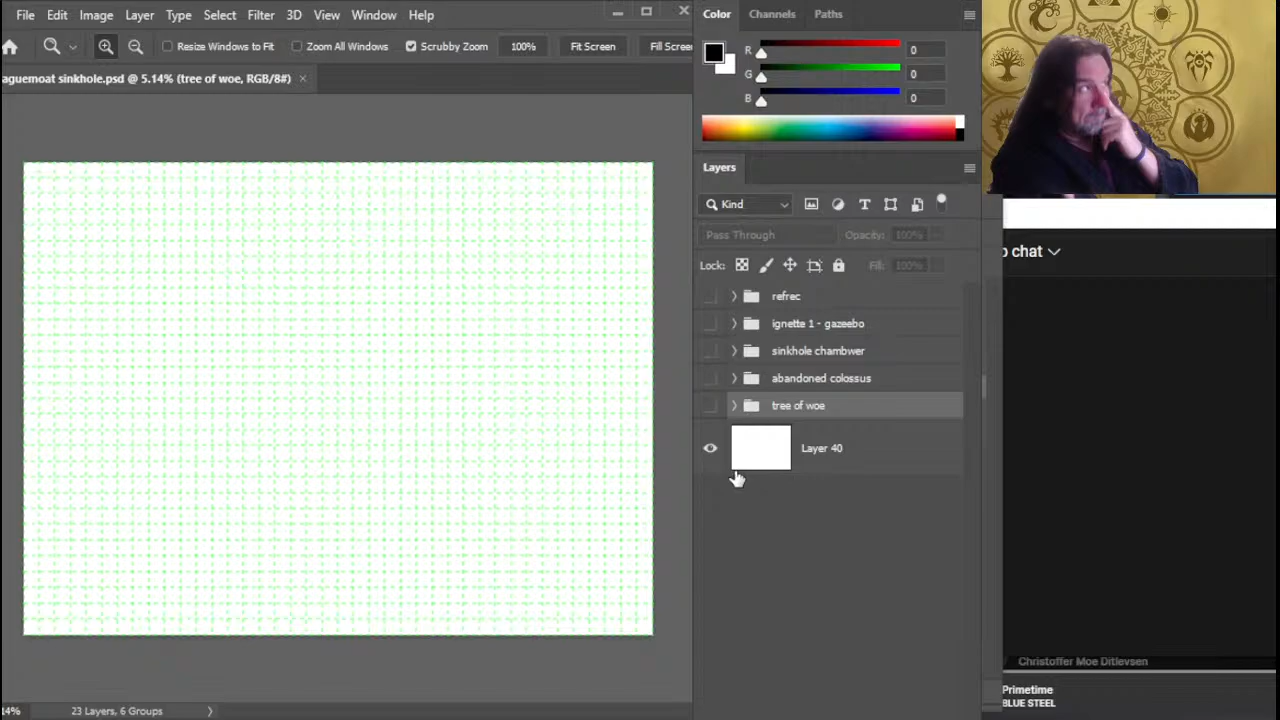 File Edit Image Layer Type Select Filter 3D View Window Help
Resize Windows to Fit Zoom All Windows Scrubby Zoom 100% Fit Screen Fill Scree
aguemoat sinkhole.psd @ 5.14% (tree of woe, RGB/8#) ×
Color Channels Paths
R 0
G 0
B 0
Layers
Kind
Pass Through Opacity: 100%
Lock: Fill: 100%
refrec
ignette 1 - gazeebo
sinkhole chambwer
abandoned colossus
tree of woe
Layer 40
14% 23 Layers, 6 Groups
chat
Christoffer Moe Ditlevsen
Primetime
BLUE STEEL